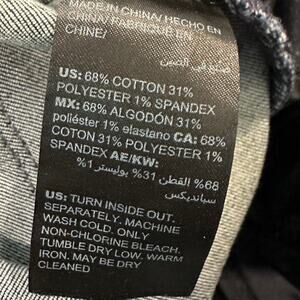 MADE IN CHINA/ HECHO EN
CHINA/ FABRIQUÉ EN
CHINE/
صنع في الصين
US: 68% COTTON 31%
POLYESTER 1% SPANDEX
MX: 68% ALGODÓN 31%
poliéster 1% elastano CA: 68%
COTON 31% POLYESTER 1%
SPANDEX AE/KW:
68% القطن 31% بوليستر 1%
سباندیکس
US: TURN INSIDE OUT.
SEPARATELY. MACHINE
WASH COLD. ONLY
NON-CHLORINE BLEACH.
TUMBLE DRY LOW. WARM
IRON. MAY BE DRY
CLEANED